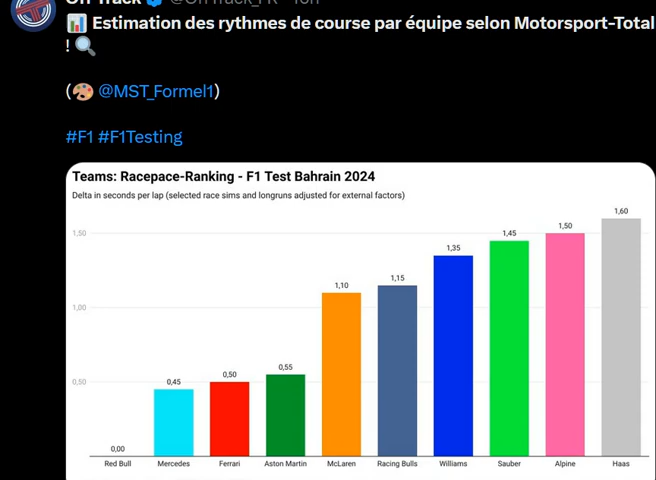 📊 Estimation des rythmes de course par équipe selon Motorsport-Total
! 🔍
(🎨 @MST_Formel1)
#F1 #F1Testing
Teams: Racepace-Ranking - F1 Test Bahrain 2024
Delta in seconds per lap (selected race sims and longruns adjusted for external factors)
1,60
1,50
1,50
1,45
1,35
1,15
1,10
1,00
0,55
0,50
0,50
0,45
0,00
Red Bull Mercedes Ferrari Aston Martin McLaren Racing Bulls Williams Sauber Alpine Haas